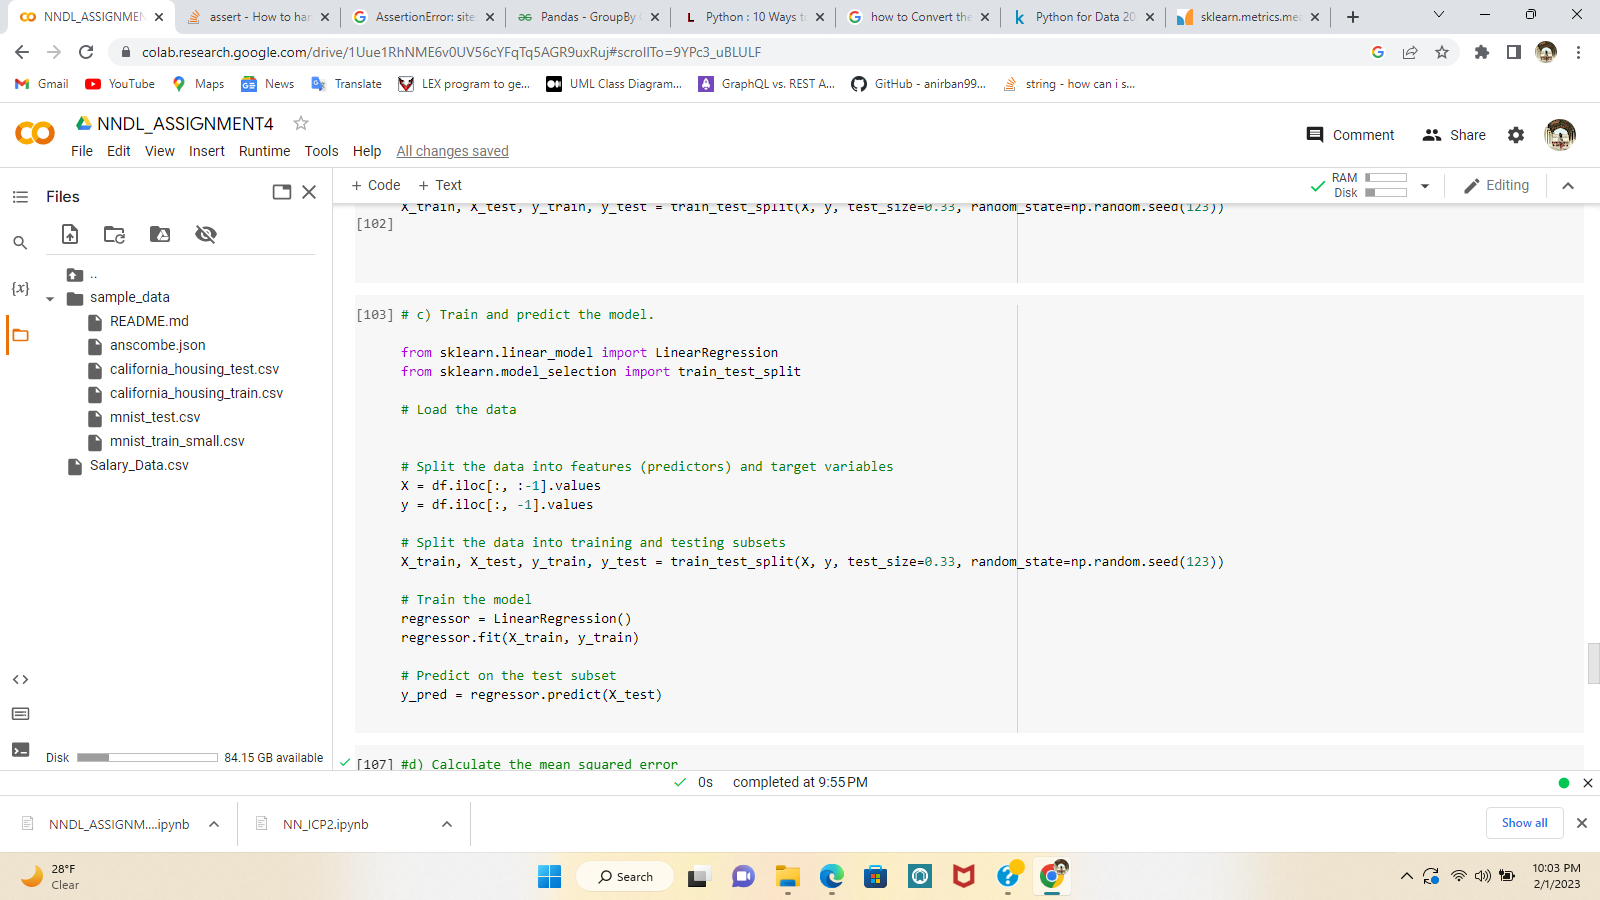 NNDL_ASSIGNMEN
assert - How to har
AssertionError: site
Pandas - GroupBy
Python : 10 Ways t
how to Convert the
Python for Data 20
sklearn.metrics.mea
colab.research.google.com/drive/1Uue1RhNME6v0UV56cYFqTq5AGR9uxRuj#scrollTo=9YPc3_uBLULF
Gmail
YouTube
Maps
News
Translate
LEX program to ge...
UML Class Diagram...
GraphQL vs. REST A...
GitHub - anirban99...
string - how can i s...
NNDL_ASSIGNMENT4
File Edit View Insert Runtime Tools Help All changes saved
Comment
Share
Files
+ Code + Text
RAM
Disk
Editing
..
sample_data
README.md
anscombe.json
california_housing_test.csv
california_housing_train.csv
mnist_test.csv
mnist_train_small.csv
Salary_Data.csv
{x}
Disk
84.15 GB available
X_train, X_test, y_train, y_test = train_test_split(X, y, test_size=0.33, random_state=np.random.seed(123))
[102]
[103] # c) Train and predict the model.
from sklearn.linear_model import LinearRegression
from sklearn.model_selection import train_test_split
# Load the data
# Split the data into features (predictors) and target variables
X = df.iloc[:, :-1].values
y = df.iloc[:, -1].values
# Split the data into training and testing subsets
X_train, X_test, y_train, y_test = train_test_split(X, y, test_size=0.33, random_state=np.random.seed(123))
# Train the model
regressor = LinearRegression()
regressor.fit(X_train, y_train)
# Predict on the test subset
y_pred = regressor.predict(X_test)
[107] #d) Calculate the mean squared error
0s completed at 9:55 PM
NNDL_ASSIGNM....ipynb
NN_ICP2.ipynb
Show all
28°F
Clear
Search
10:03 PM
2/1/2023